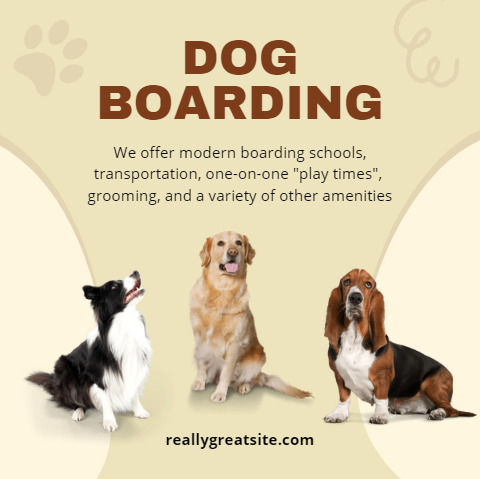 DOG
BOARDING
We offer modern boarding schools,
transportation, one-on-one "play times",
grooming, and a variety of other amenities
reallygreatsite.com